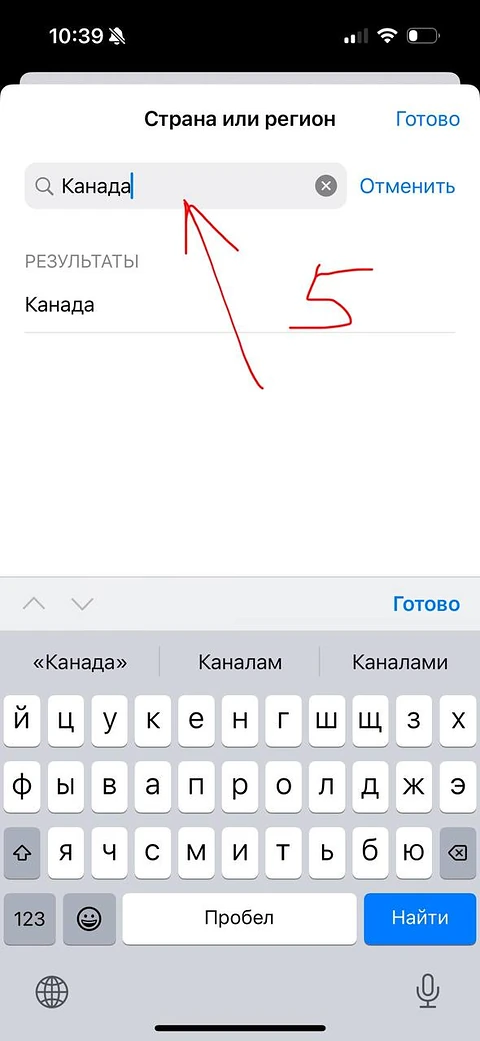 10:39
Страна или регион
Готово
Канада
Отменить
РЕЗУЛЬТАТЫ
Канада
5
Готово
«Канада» Каналам Каналами
й ц у к е н г ш щ з х
ф ы в а п р о л д ж э
я ч с м и т ь б ю
123 Пробел Найти